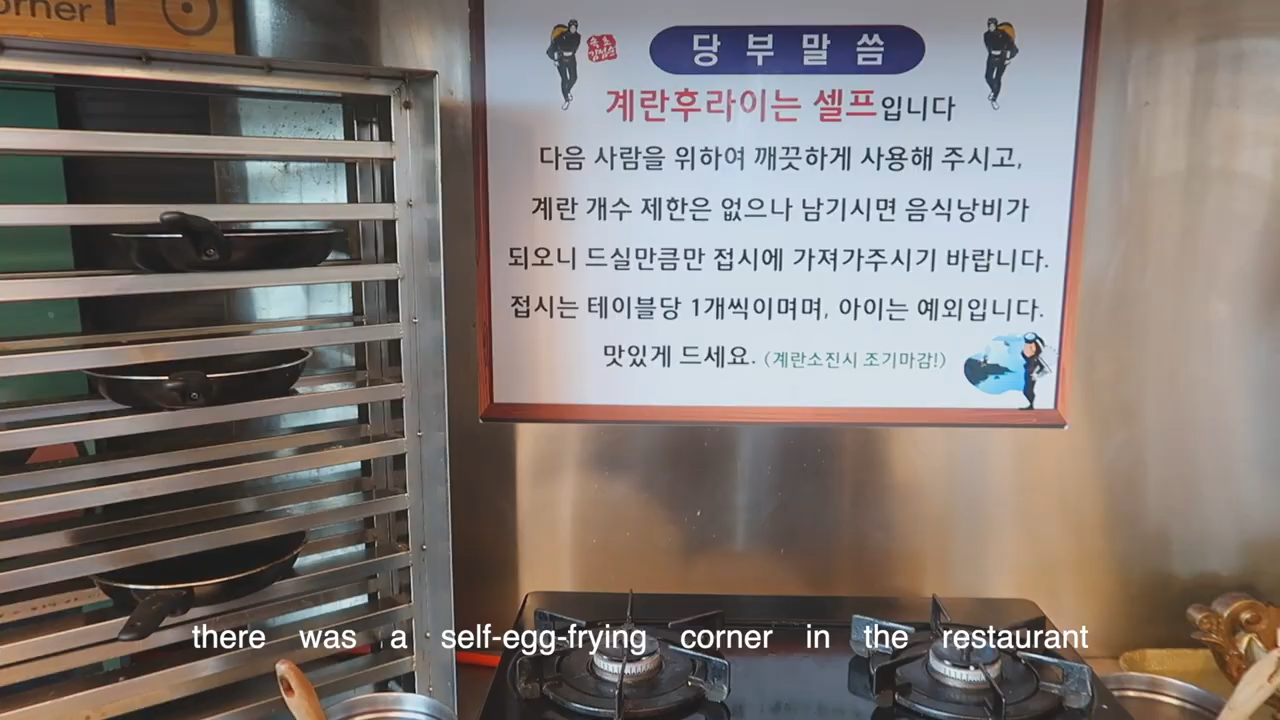 orner
당부말씀
계란후라이는 셀프입니다
다음 사람을 위하여 깨끗하게 사용해 주시고,
계란 개수 제한은 없으나 남기시면 음식낭비가
되오니 드실만큼만 접시에 가져가주시기 바랍니다.
접시는 테이블당 1개씩이며며, 아이는 예외입니다.
맛있게 드세요. (계란소진시 조기마감!)
there was a self-egg-frying corner in the restaurant